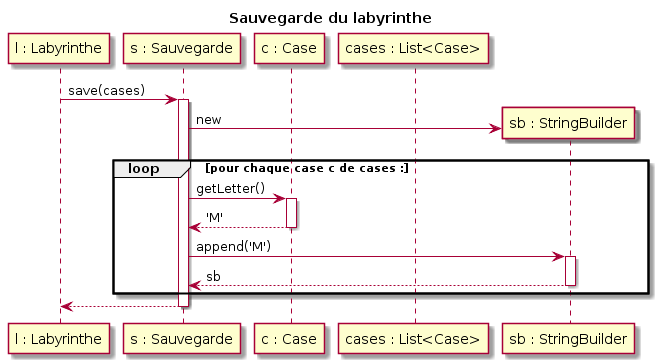 Sauvegarde du labyrinthe
l : Labyrinthe s : Sauvegarde c : Case cases : List<Case>
save(cases)
new
sb : StringBuilder
loop [pour chaque case c de cases :]
getLetter()
'M'
append('M')
sb
l : Labyrinthe s : Sauvegarde c : Case cases : List<Case> sb : StringBuilder